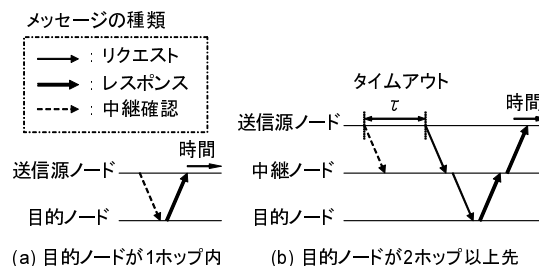 メッセージの種類
：リクエスト
：レスポンス
：中継確認
時間
送信源ノード
目的ノード
(a) 目的ノードが1ホップ内
タイムアウト
τ
時間
送信源ノード
中継ノード
目的ノード
(b) 目的ノードが2ホップ以上先